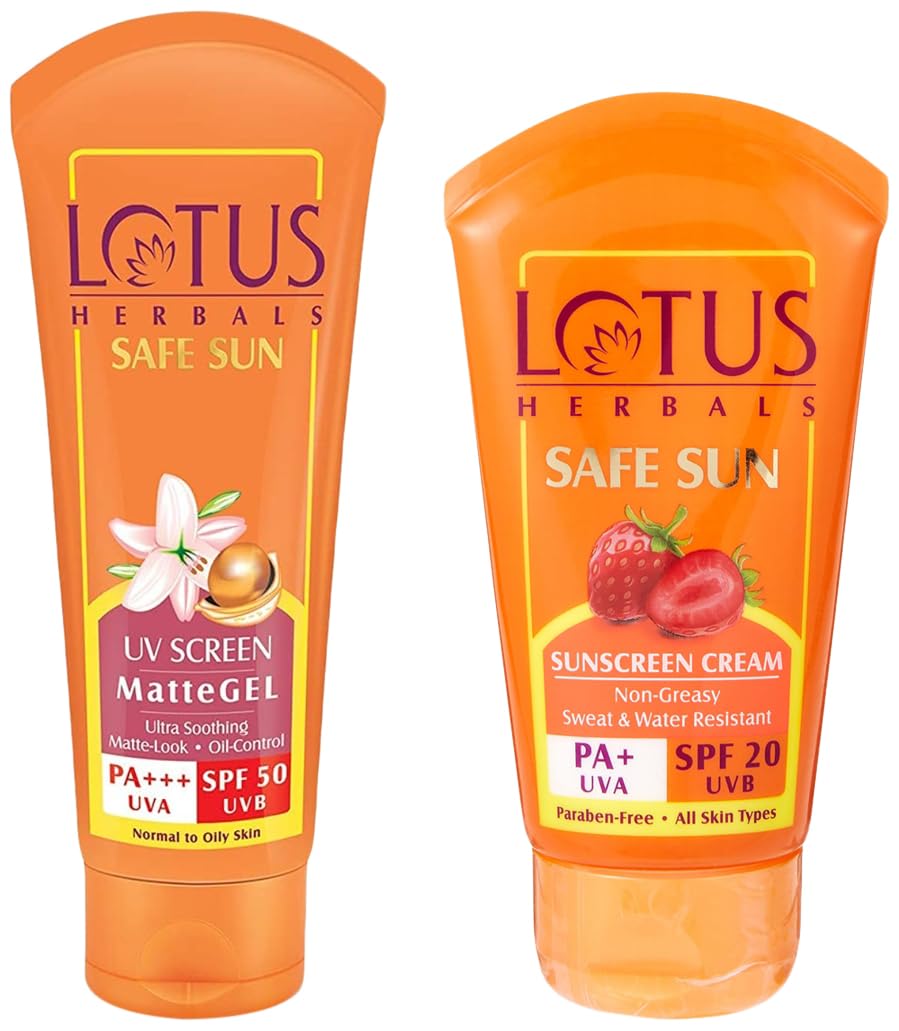 LOTUS
HERBALS
SAFE SUN
UV SCREEN
MatteGEL
Ultra Soothing
Matte-Look • Oil-Control
PA+++
UVA
SPF 50
UVB
Normal to Oily Skin
LOTUS
HERBALS
SAFE SUN
SUNSCREEN CREAM
Non-Greasy
Sweat & Water Resistant
PA+
UVA
SPF 20
UVB
Paraben-Free • All Skin Types